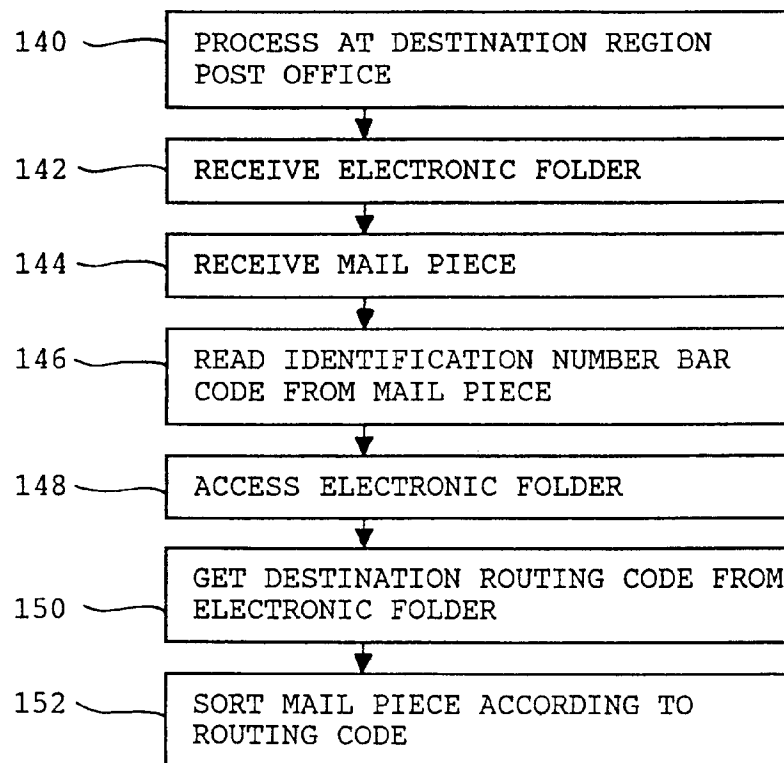 140 PROCESS AT DESTINATION REGION
POST OFFICE
142 RECEIVE ELECTRONIC FOLDER
144 RECEIVE MAIL PIECE
146 READ IDENTIFICATION NUMBER BAR
CODE FROM MAIL PIECE
148 ACCESS ELECTRONIC FOLDER
GET DESTINATION ROUTING CODE FROM
150 ELECTRONIC FOLDER
152 SORT MAIL PIECE ACCORDING TO
ROUTING CODE